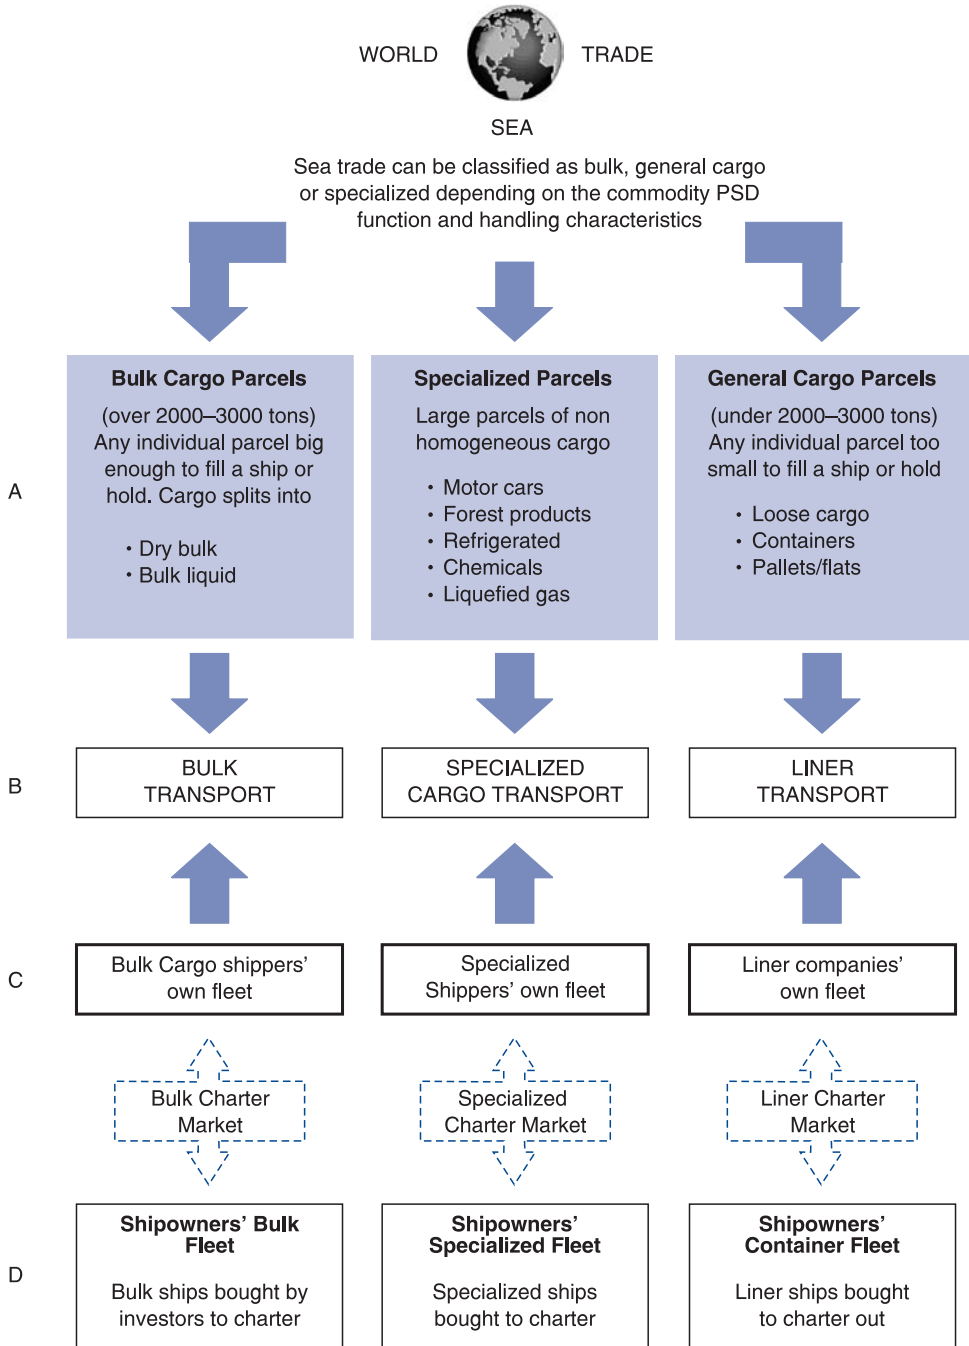 WORLD TRADE
SEA
Sea trade can be classified as bulk, general cargo
or specialized depending on the commodity PSD
function and handling characteristics
A
Bulk Cargo Parcels
(over 2000–3000 tons)
Any individual parcel big
enough to fill a ship or
hold. Cargo splits into
• Dry bulk
• Bulk liquid
Specialized Parcels
Large parcels of non
homogeneous cargo
• Motor cars
• Forest products
• Refrigerated
• Chemicals
• Liquefied gas
General Cargo Parcels
(under 2000–3000 tons)
Any individual parcel too
small to fill a ship or hold
• Loose cargo
• Containers
• Pallets/flats
B
BULK
TRANSPORT
SPECIALIZED
CARGO TRANSPORT
LINER
TRANSPORT
C
Bulk Cargo shippers’
own fleet
Specialized
Shippers’ own fleet
Liner companies’
own fleet
Bulk Charter
Market
Specialized
Charter Market
Liner Charter
Market
D
Shipowners’ Bulk
Fleet
Bulk ships bought by
investors to charter
Shipowners’
Specialized Fleet
Specialized ships
bought to charter
Shipowners’
Container Fleet
Liner ships bought
to charter out